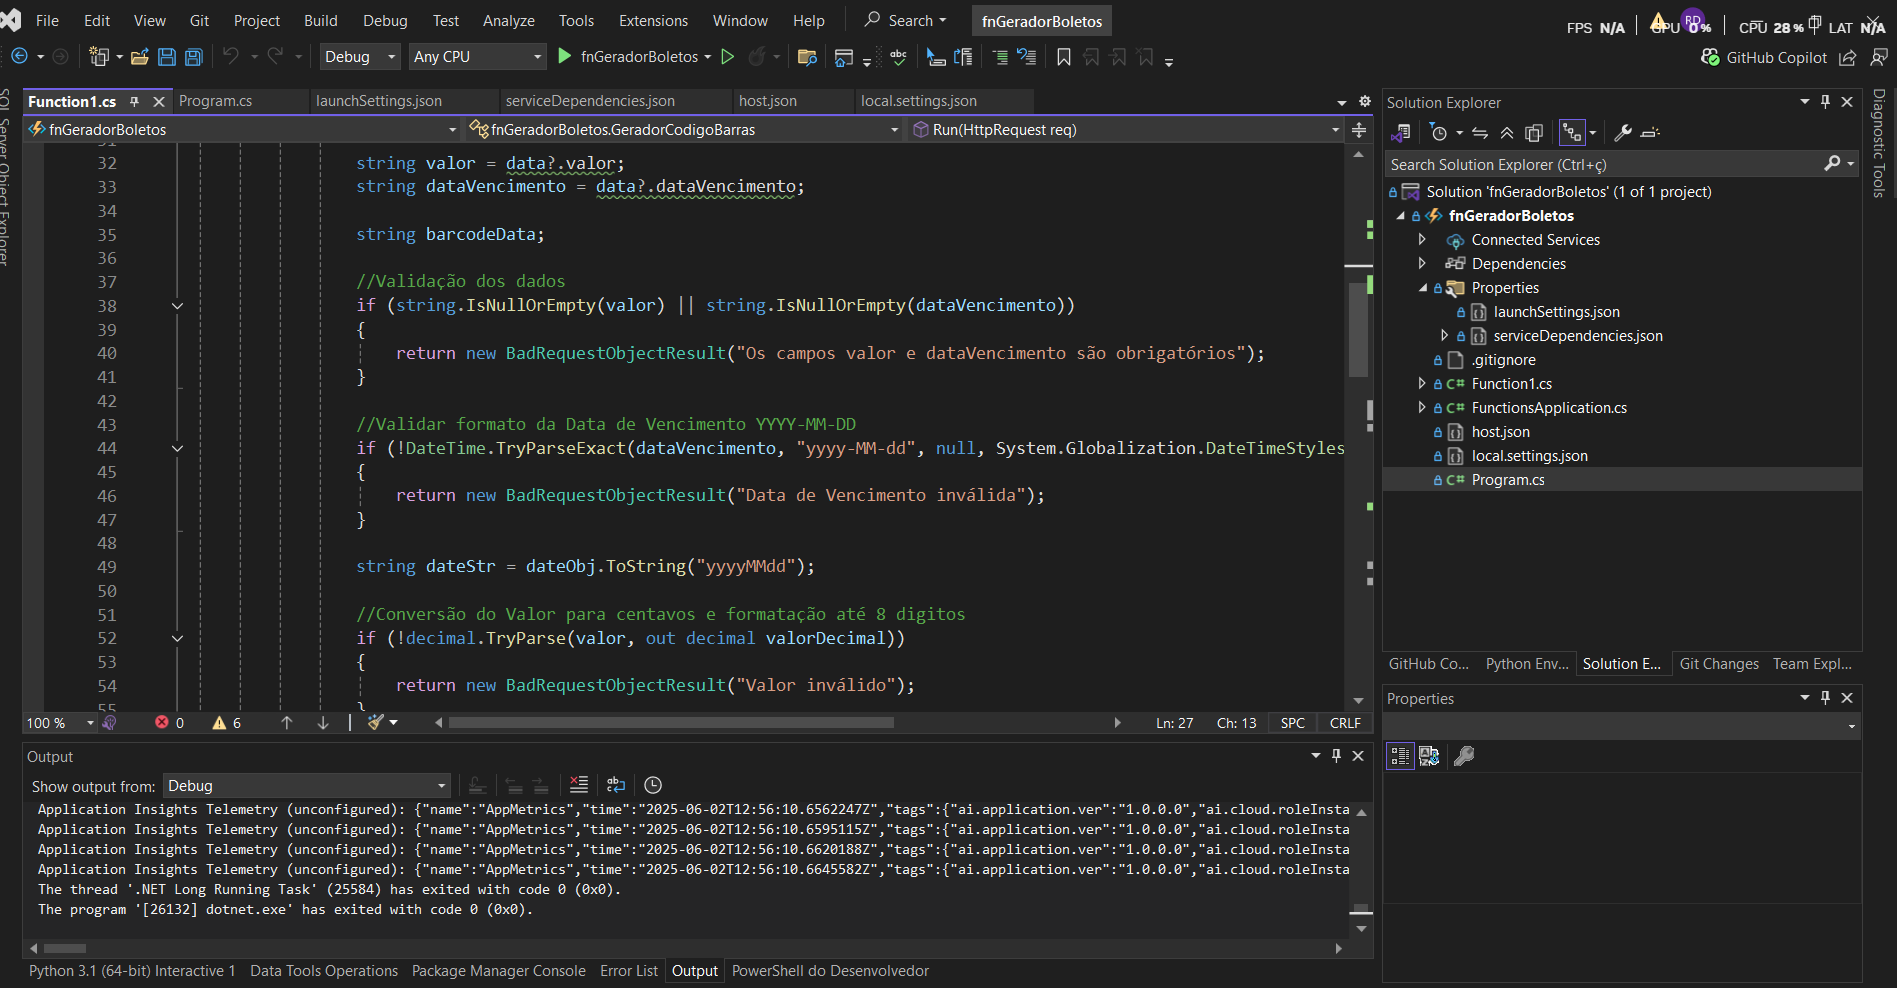 File Edit View Git Project Build Debug Test Analyze Tools Extensions Window Help Search fnGeradorBoletos
FPS N/A GPU 0 % RD CPU 28 % LAT N/A
Debug Any CPU fnGeradorBoletos abc GitHub Copilot
SQL Server Object Explorer
Function1.cs Program.cs launchSettings.json serviceDependencies.json host.json local.settings.json
fnGeradorBoletos fnGeradorBoletos.GeradorCodigoBarras Run(HttpRequest req)
31
32 string valor = data?.valor;
33 string dataVencimento = data?.dataVencimento;
34
35 string barcodeData;
36
37 //Validação dos dados
38 if (string.IsNullOrEmpty(valor) || string.IsNullOrEmpty(dataVencimento))
39 {
40 return new BadRequestObjectResult("Os campos valor e dataVencimento são obrigatórios");
41 }
42
43 //Validar formato da Data de Vencimento YYYY-MM-DD
44 if (!DateTime.TryParseExact(dataVencimento, "yyyy-MM-dd", null, System.Globalization.DateTimeStyles
45 {
46 return new BadRequestObjectResult("Data de Vencimento inválida");
47 }
48
49 string dateStr = dateObj.ToString("yyyyMMdd");
50
51 //Conversão do Valor para centavos e formatação até 8 digitos
52 if (!decimal.TryParse(valor, out decimal valorDecimal))
53 {
54 return new BadRequestObjectResult("Valor inválido");
55 }
100 % 0 6 Ln: 27 Ch: 13 SPC CRLF
Output
Show output from: Debug
Application Insights Telemetry (unconfigured): {"name":"AppMetrics","time":"2025-06-02T12:56:10.6562247Z","tags":{"ai.application.ver":"1.0.0.0","ai.cloud.roleInsta
Application Insights Telemetry (unconfigured): {"name":"AppMetrics","time":"2025-06-02T12:56:10.6595115Z","tags":{"ai.application.ver":"1.0.0.0","ai.cloud.roleInsta
Application Insights Telemetry (unconfigured): {"name":"AppMetrics","time":"2025-06-02T12:56:10.6620188Z","tags":{"ai.application.ver":"1.0.0.0","ai.cloud.roleInsta
Application Insights Telemetry (unconfigured): {"name":"AppMetrics","time":"2025-06-02T12:56:10.6645582Z","tags":{"ai.application.ver":"1.0.0.0","ai.cloud.roleInsta
The thread '.NET Long Running Task' (25584) has exited with code 0 (0x0).
The program '[26132] dotnet.exe' has exited with code 0 (0x0).
Python 3.1 (64-bit) Interactive 1 Data Tools Operations Package Manager Console Error List Output PowerShell do Desenvolvedor
Solution Explorer
Search Solution Explorer (Ctrl+ç)
Solution 'fnGeradorBoletos' (1 of 1 project)
fnGeradorBoletos
Connected Services
Dependencies
Properties
launchSettings.json
serviceDependencies.json
.gitignore
C# Function1.cs
C# FunctionsApplication.cs
host.json
local.settings.json
C# Program.cs
GitHub Co... Python Env... Solution E... Git Changes Team Expl...
Properties
Diagnostic Tools